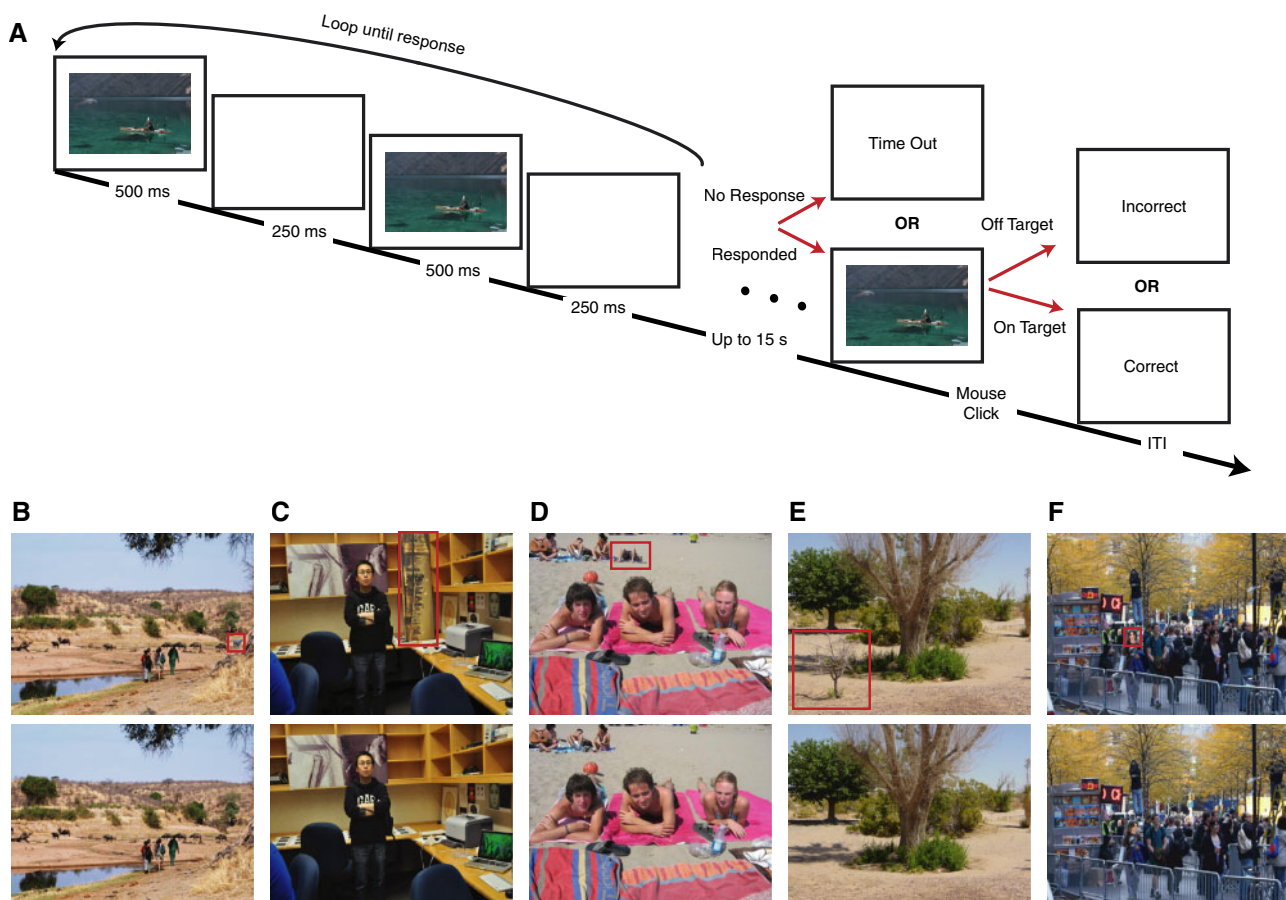 A
Loop until response
500 ms
250 ms
500 ms
250 ms
Up to 15 s
No Response
Responded
Time Out
OR
Off Target
On Target
Incorrect
OR
Correct
Mouse
Click
ITI
B
C
D
E
F